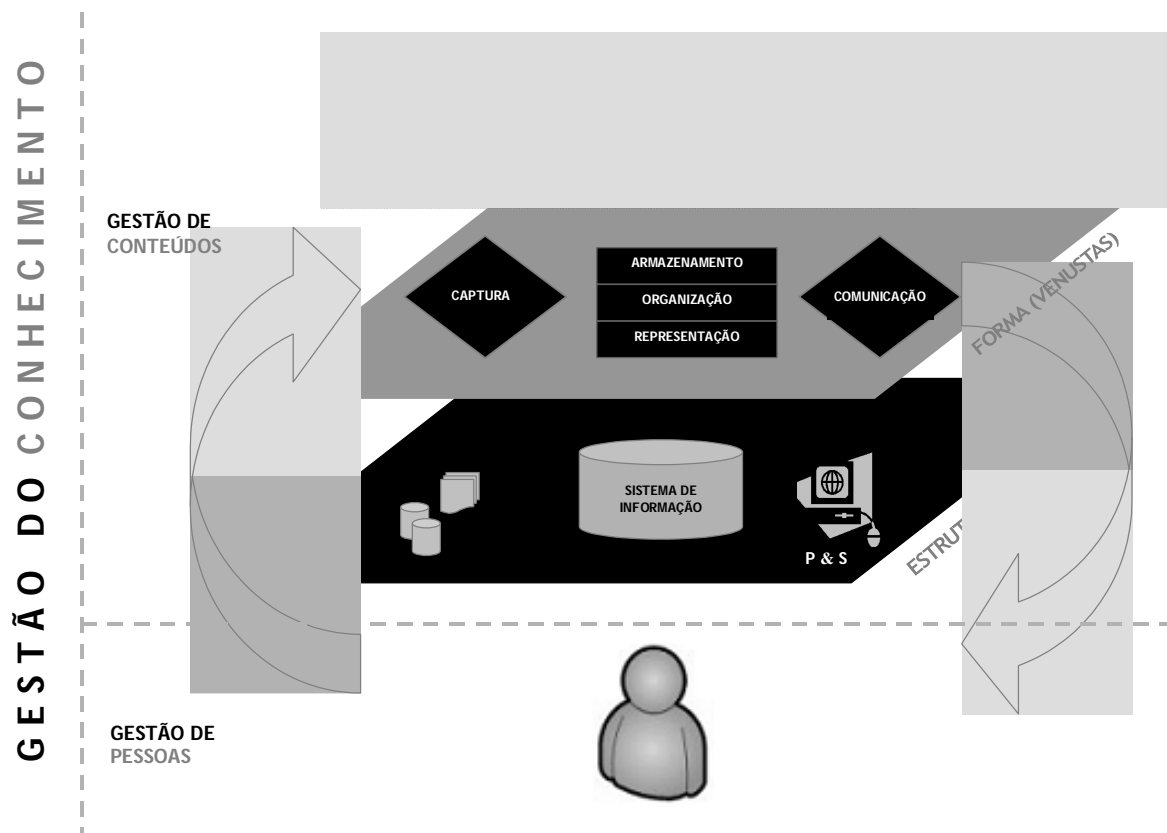 GESTÃO DO CONHECIMENTO
GESTÃO DE
CONTEÚDOS
CAPTURA
ARMAZENAMENTO
ORGANIZAÇÃO
REPRESENTAÇÃO
COMUNICAÇÃO
FORMA (VENUSTAS)
SISTEMA DE
INFORMAÇÃO
P & S
GESTÃO DE
PESSOAS